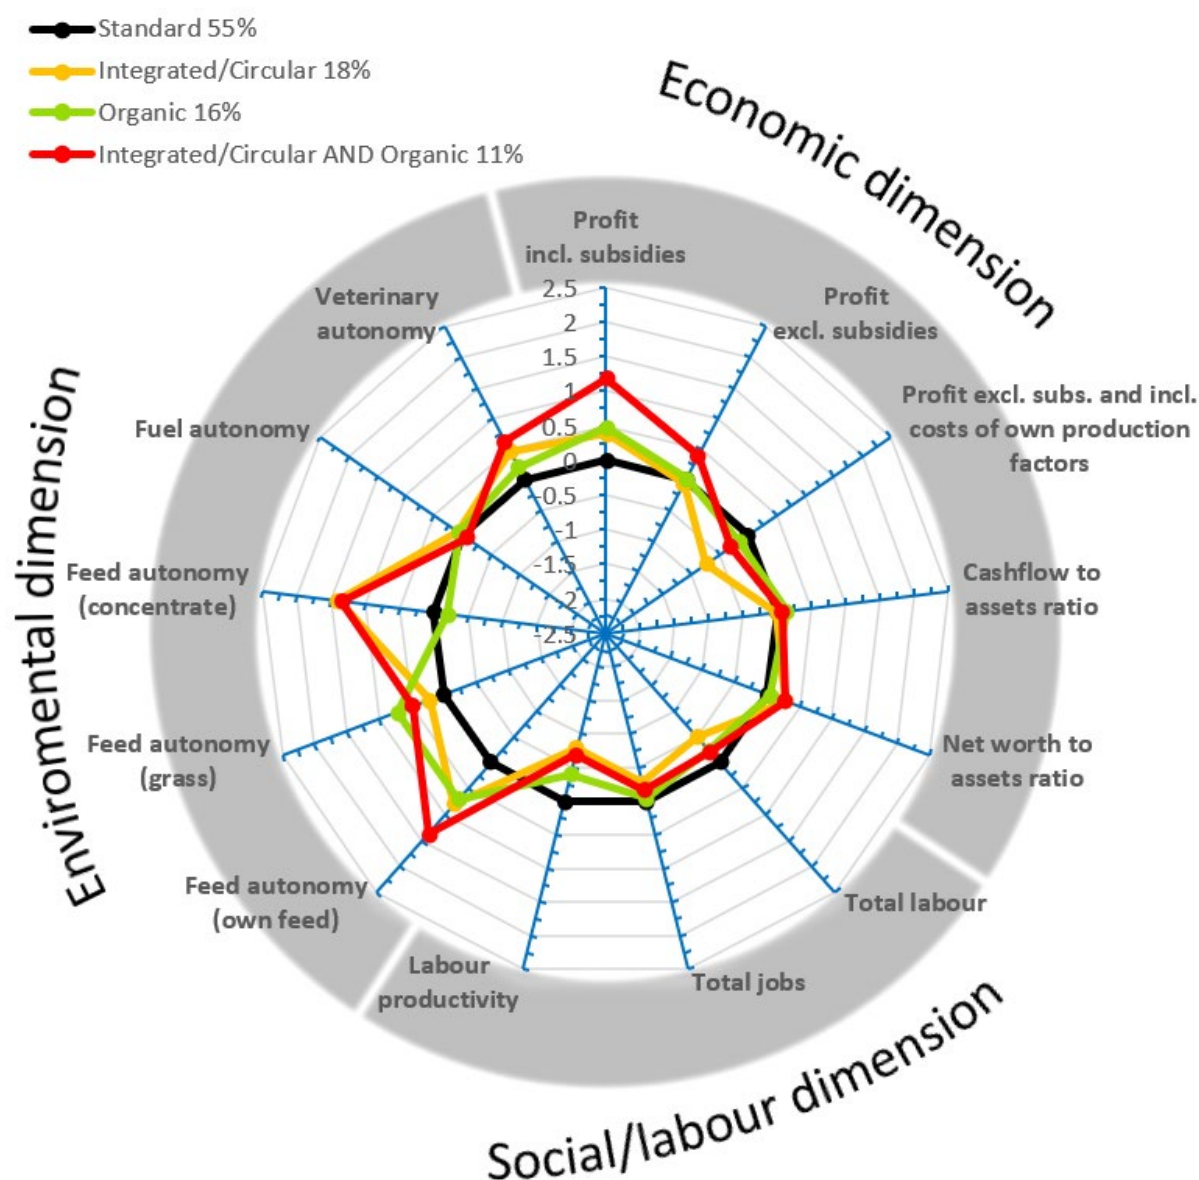 Standard 55%
Integrated/Circular 18%
Organic 16%
Integrated/Circular AND Organic 11%
Economic dimension
Profit
incl. subsidies
Profit
excl. subsidies
Profit excl. subs. and incl.
costs of own production
factors
Cashflow to
assets ratio
Net worth to
assets ratio
Total labour
Total jobs
Labour
productivity
Feed autonomy
(own feed)
Feed autonomy
(grass)
Feed autonomy
(concentrate)
Fuel autonomy
Veterinary
autonomy
2.5
2
1.5
1
0.5
0
-0.5
-1
-1.5
2
-2.5
Social/labour dimension
Enviromental dimension